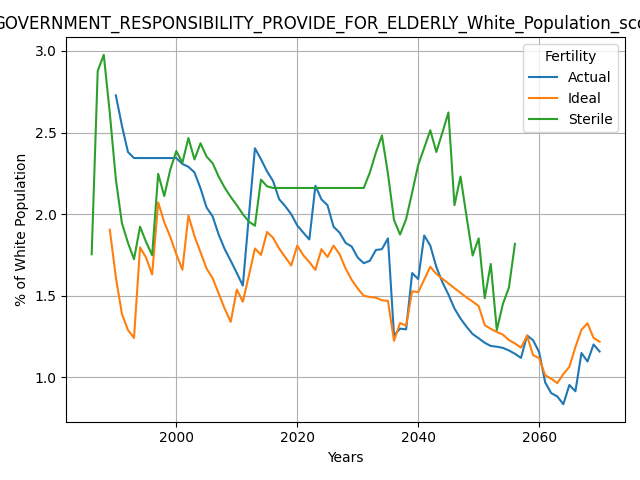 GOVERNMENT_RESPONSIBILITY_PROVIDE_FOR_ELDERLY_White_Population_sco
3.0
2.5
2.0
1.5
1.0
% of White Population
Fertility
Actual
Ideal
Sterile
2000
2020
2040
2060
Years